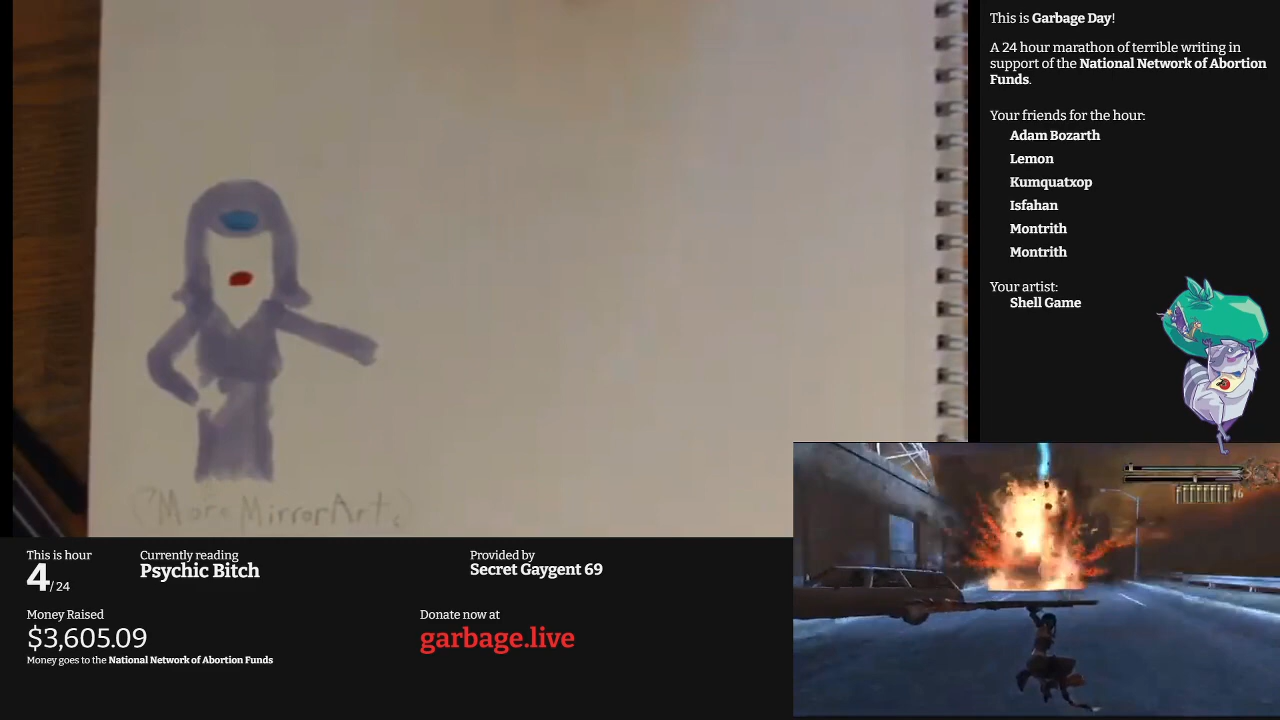 This is Garbage Day!
A 24 hour marathon of terrible writing in
support of the National Network of Abortion
Funds.
Your friends for the hour:
Adam Bozarth
Lemon
Kumquatxop
Isfahan
Montrith
Montrith
Your artist:
Shell Game
(?More MirrorArt?)
This is hour
4/24
Currently reading
Psychic Bitch
Provided by
Secret Gaygent 69
Money Raised
$3,605.09
Money goes to the National Network of Abortion Funds
Donate now at
garbage.live